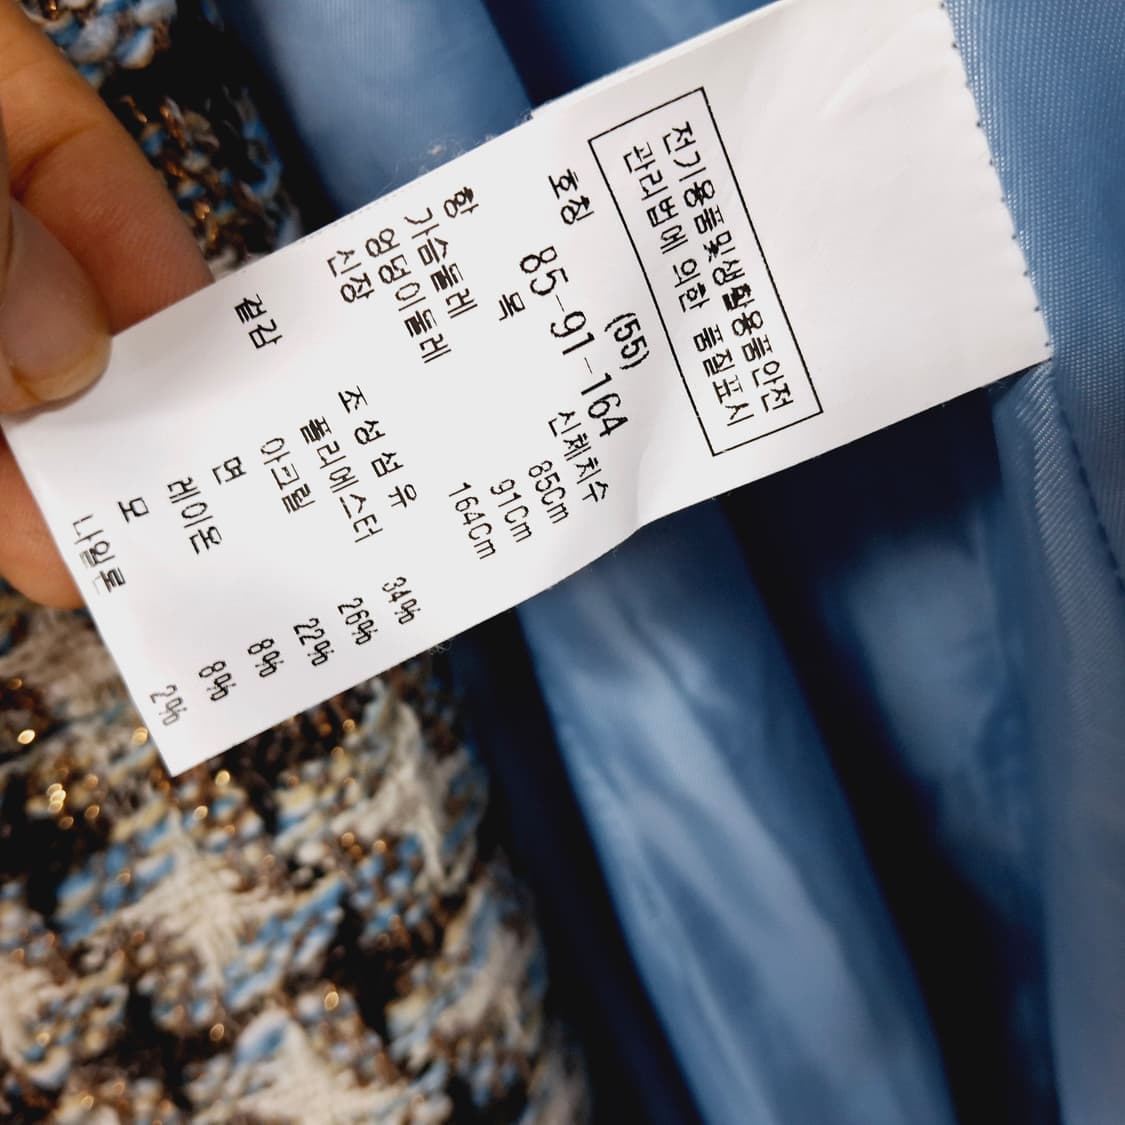 전기용품및생활용품안전
관리법에 의한 품질표시
(55)
호칭 85-91-164
항 목 신체치수
가슴둘레 85Cm
엉덩이둘레 91Cm
신장 164Cm
조성섬유
겉감 폴리에스터 34%
아크릴 26%
면 22%
레이온 8%
모 8%
나일론 2%